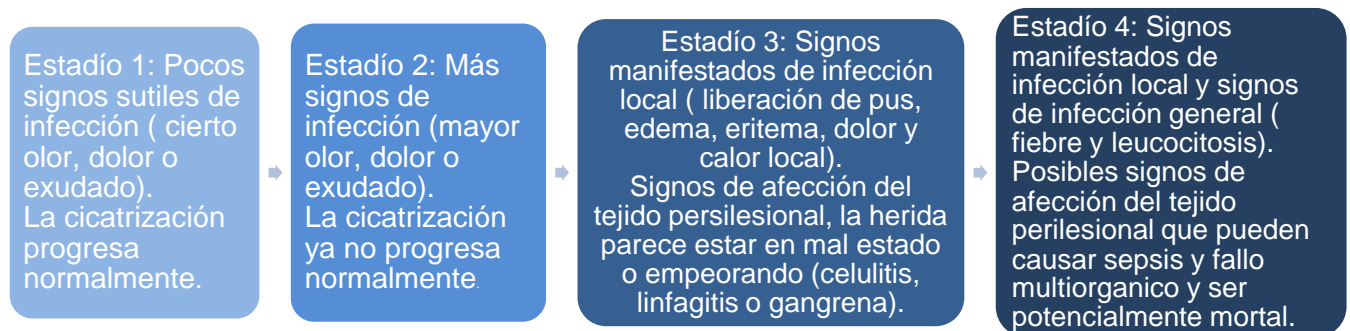 Estadío 1: Pocos
signos sutiles de
infección ( cierto
olor, dolor o
exudado).
La cicatrización
progresa
normalmente.
Estadío 2: Más
signos de
infección (mayor
olor, dolor o
exudado).
La cicatrización
ya no progresa
normalmente.
Estadío 3: Signos
manifestados de infección
local ( liberación de pus,
edema, eritema, dolor y
calor local).
Signos de afección del
tejido persilesional, la herida
parece estar en mal estado
o empeorando (celulitis,
linfagitis o gangrena).
Estadío 4: Signos
manifestados de
infección local y signos
de infección general (
fiebre y leucocitosis).
Posibles signos de
afección del tejido
perilesional que pueden
causar sepsis y fallo
multiorganico y ser
potencialmente mortal.